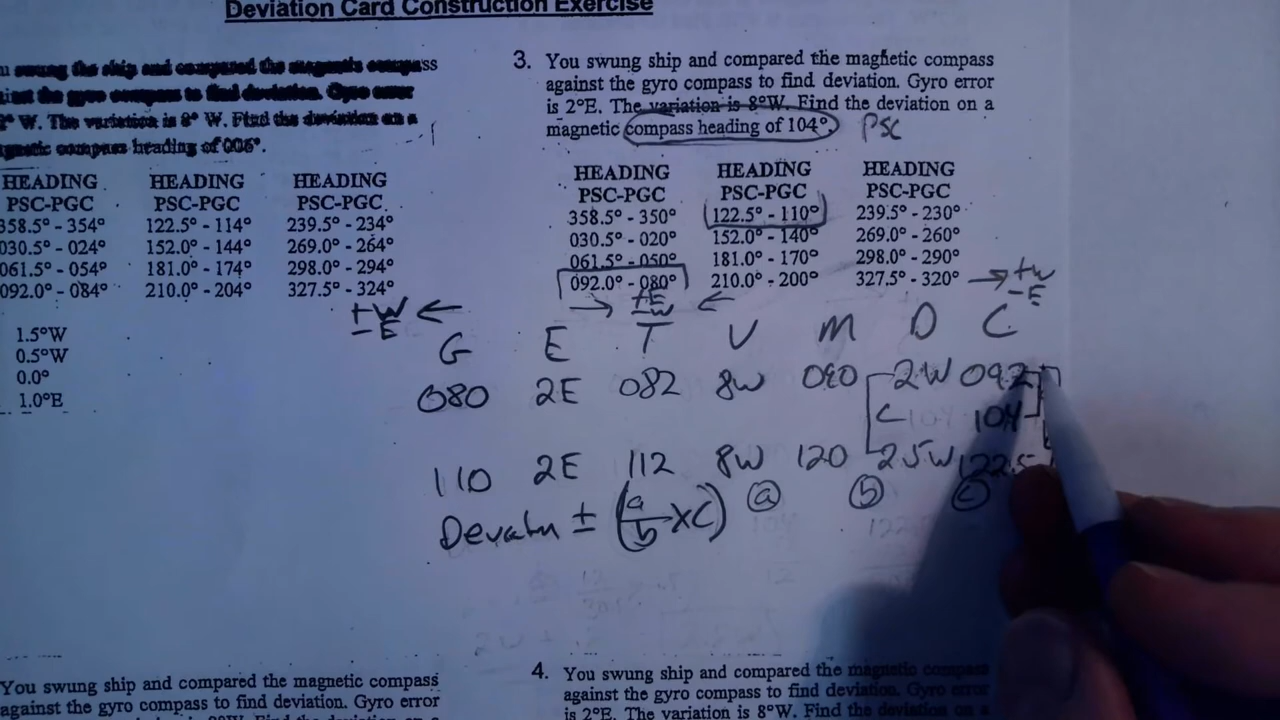 Deviation Card Construction Exercise
u swung the ship and compared the magnetic compass
the gyro compass to find deviation. Gyro error
° W. The variation is 8° W. Find the deviation on a
compass heading of 006°.
HEADING HEADING HEADING
PSC-PGC PSC-PGC PSC-PGC
358.5° - 354° 122.5° - 114° 239.5° - 234°
030.5° - 024° 152.0° - 144° 269.0° - 264°
061.5° - 054° 181.0° - 174° 298.0° - 294°
092.0° - 084° 210.0° - 204° 327.5° - 324°
1.5°W
0.5°W
0.0°
1.0°E
3. You swung ship and compared the magnetic compass
against the gyro compass to find deviation. Gyro error
is 2°E. The variation is 8°W. Find the deviation on a
magnetic compass heading of 104°. PSC
HEADING HEADING HEADING
PSC-PGC PSC-PGC PSC-PGC
358.5° - 350° 122.5° - 110° 239.5° - 230°
030.5° - 020° 152.0° - 140° 269.0° - 260°
061.5° - 050° 181.0° - 170° 298.0° - 290°
092.0° - 080° 210.0° - 200° 327.5° - 320° → +W
-E
+W ← → +E ←
-E -W
G E T V M D C
080 2E 082 8W 090 2W 092
C 104
110 2E 112 8W 120 2.5W 122.5
a b c
± (a/b × C)
You swung ship and compared the magnetic compass
against the gyro compass to find deviation. Gyro error
4. You swung ship and compared the magnetic compass
against the gyro compass to find deviation. Gyro error
is 2°E. The variation is 8°W. Find the deviation on a